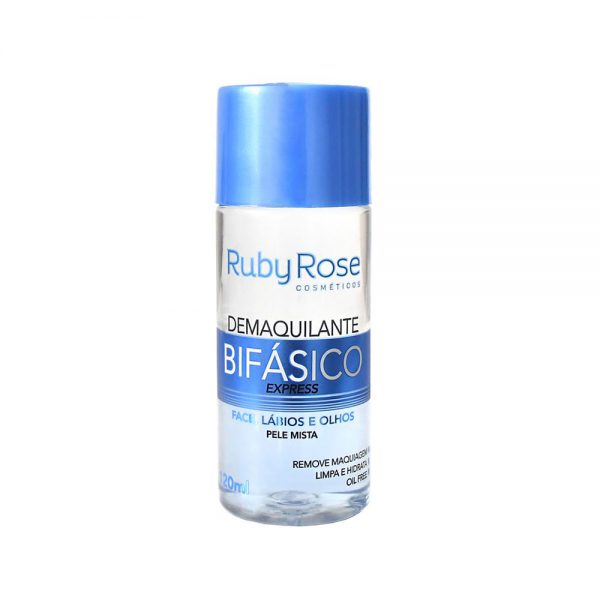 Ruby Rose
COSMÉTICOS
DEMAQUILANTE
BIFÁSICO
EXPRESS
FACE, LÁBIOS E OLHOS
PELE MISTA
REMOVE MAQUIAGEM
LIMPA E HIDRATA
OIL FREE
120ml